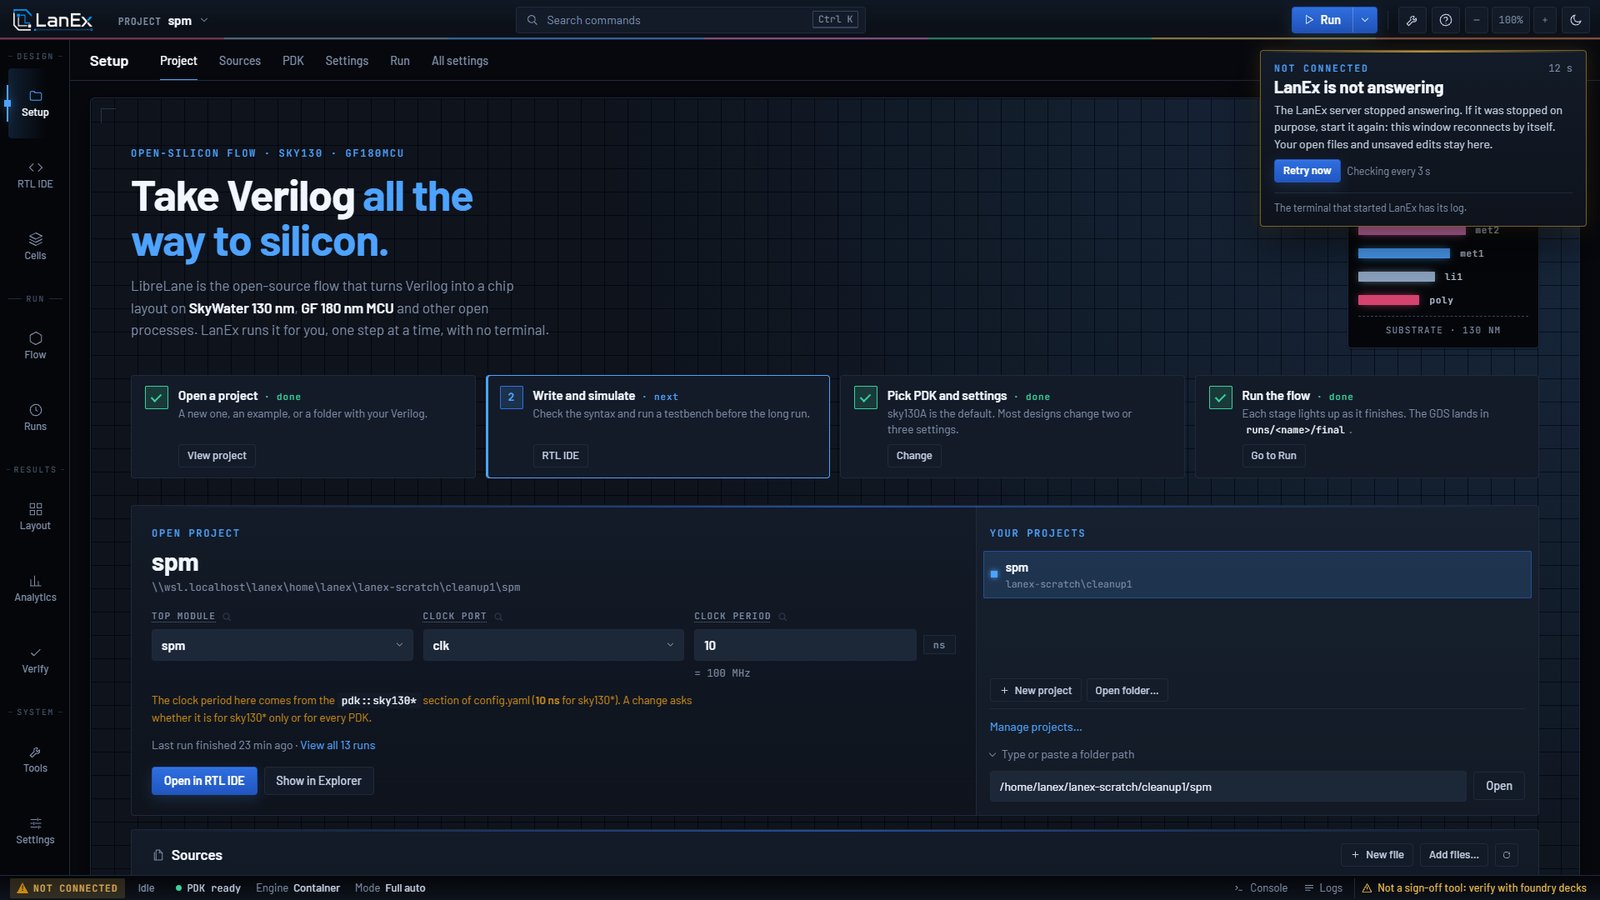 LanEx
PROJECT spm
Search commands
Ctrl K
Run
100%
DESIGN
Setup
RTL IDE
Cells
RUN
Flow
Runs
RESULTS
Layout
Analytics
Verify
SYSTEM
Tools
Settings
Setup
Project
Sources
PDK
Settings
Run
All settings
NOT CONNECTED
12 s
LanEx is not answering
The LanEx server stopped answering. If it was stopped on
purpose, start it again: this window reconnects by itself.
Your open files and unsaved edits stay here.
Retry now
Checking every 3 s
The terminal that started LanEx has its log.
OPEN-SILICON FLOW · SKY130 · GF180MCU
Take Verilog all the
way to silicon.
LibreLane is the open-source flow that turns Verilog into a chip
layout on SkyWater 130 nm, GF 180 nm MCU and other open
processes. LanEx runs it for you, one step at a time, with no terminal.
met2
met1
li1
poly
SUBSTRATE · 130 NM
Open a project · done
A new one, an example, or a folder with your Verilog.
View project
2
Write and simulate · next
Check the syntax and run a testbench before the long run.
RTL IDE
Pick PDK and settings · done
sky130A is the default. Most designs change two or
three settings.
Change
Run the flow · done
Each stage lights up as it finishes. The GDS lands in
runs/<name>/final .
Go to Run
OPEN PROJECT
spm
\\wsl.localhost\lanex\home\lanex\lanex-scratch\cleanup1\spm
TOP MODULE
spm
CLOCK PORT
clk
CLOCK PERIOD
10
ns
= 100 MHz
The clock period here comes from the pdk::sky130* section of config.yaml (10 ns for sky130*). A change asks
whether it is for sky130* only or for every PDK.
Last run finished 23 min ago · View all 13 runs
Open in RTL IDE
Show in Explorer
YOUR PROJECTS
spm
lanex-scratch\cleanup1
+ New project
Open folder...
Manage projects...
Type or paste a folder path
/home/lanex/lanex-scratch/cleanup1/spm
Open
Sources
+ New file
Add files...
NOT CONNECTED
Idle
PDK ready
Engine Container
Mode Full auto
Console
Logs
Not a sign-off tool: verify with foundry decks